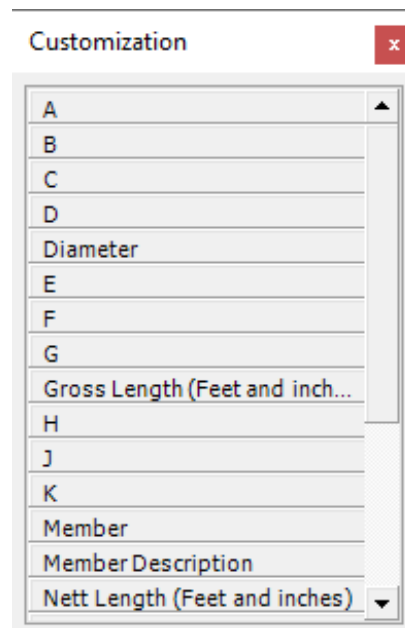 Customization
x
A
B
C
D
Diameter
E
F
G
Gross Length (Feet and inch...
H
J
K
Member
Member Description
Nett Length (Feet and inches)